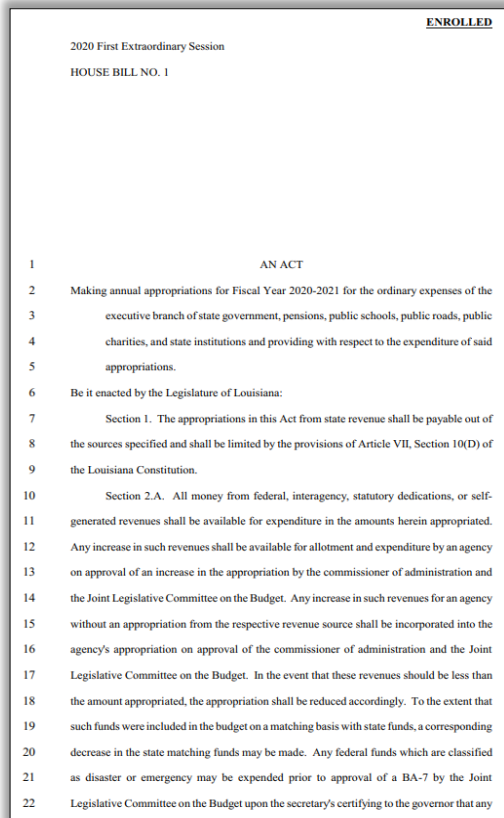 ENROLLED
2020 First Extraordinary Session
HOUSE BILL NO. 1
1 AN ACT
2 Making annual appropriations for Fiscal Year 2020-2021 for the ordinary expenses of the
3 executive branch of state government, pensions, public schools, public roads, public
4 charities, and state institutions and providing with respect to the expenditure of said
5 appropriations.
6 Be it enacted by the Legislature of Louisiana:
7 Section 1. The appropriations in this Act from state revenue shall be payable out of
8 the sources specified and shall be limited by the provisions of Article VII, Section 10(D) of
9 the Louisiana Constitution.
10 Section 2.A. All money from federal, interagency, statutory dedications, or self-
11 generated revenues shall be available for expenditure in the amounts herein appropriated.
12 Any increase in such revenues shall be available for allotment and expenditure by an agency
13 on approval of an increase in the appropriation by the commissioner of administration and
14 the Joint Legislative Committee on the Budget. Any increase in such revenues for an agency
15 without an appropriation from the respective revenue source shall be incorporated into the
16 agency's appropriation on approval of the commissioner of administration and the Joint
17 Legislative Committee on the Budget. In the event that these revenues should be less than
18 the amount appropriated, the appropriation shall be reduced accordingly. To the extent that
19 such funds were included in the budget on a matching basis with state funds, a corresponding
20 decrease in the state matching funds may be made. Any federal funds which are classified
21 as disaster or emergency may be expended prior to approval of a BA-7 by the Joint
22 Legislative Committee on the Budget upon the secretary's certifying to the governor that any